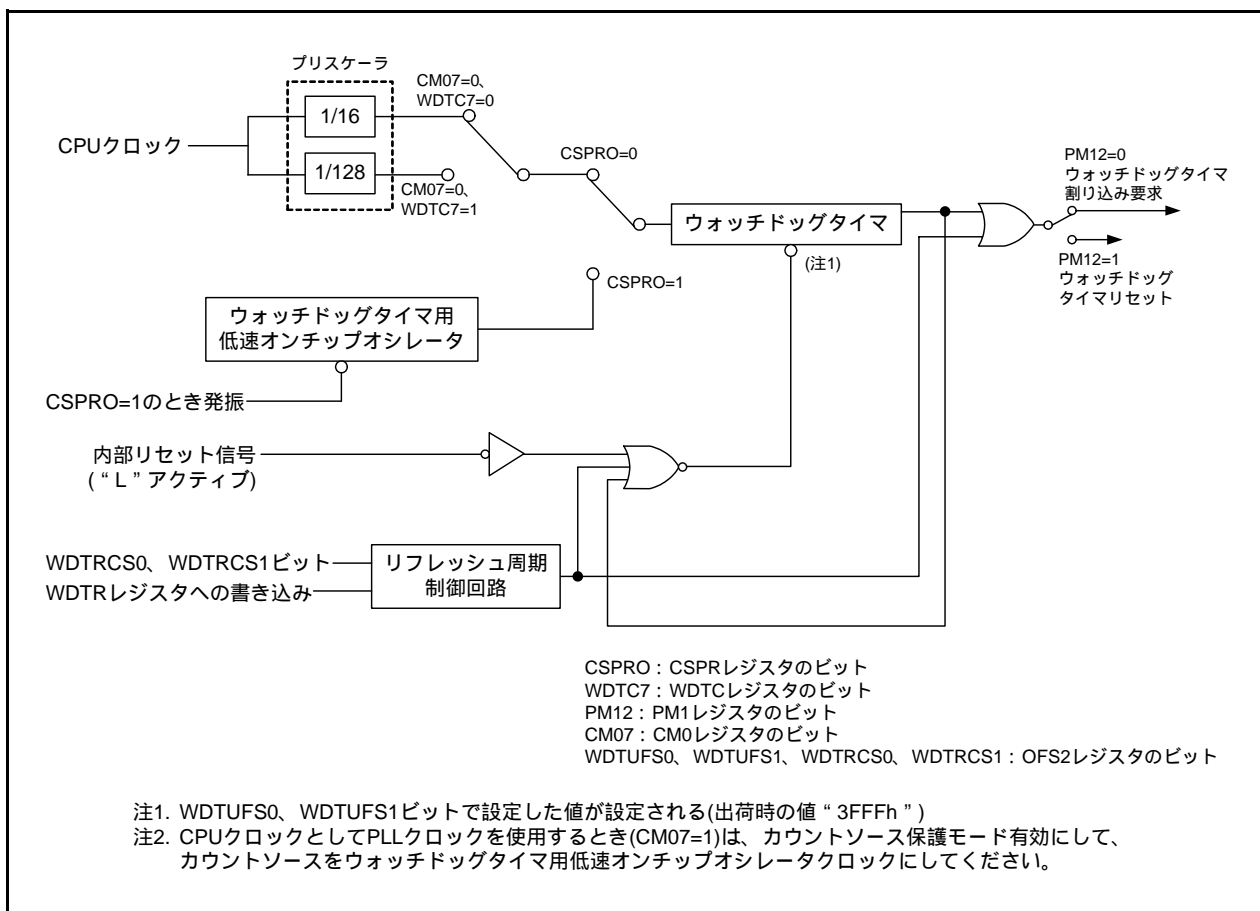 プリスケーラ
CM07=0、
WDTC7=0
1/16
CPUクロック
CSPRO=0
1/128
CM07=0、
WDTC7=1
PM12=0
ウォッチドッグタイマ
割り込み要求
ウォッチドッグタイマ
(注1)
PM12=1
ウォッチドッグ
タイマリセット
CSPRO=1
ウォッチドッグタイマ用
低速オンチップオシレータ
CSPRO=1のとき発振
内部リセット信号
( “ L ” アクティブ)
WDTRCS0、WDTRCS1ビット
WDTRレジスタへの書き込み
リフレッシュ周期
制御回路
CSPRO : CSPRレジスタのビット
WDTC7 : WDTCレジスタのビット
PM12 : PM1レジスタのビット
CM07 : CM0レジスタのビット
WDTUFS0、WDTUFS1、WDTRCS0、WDTRCS1 : OFS2レジスタのビット
注1. WDTUFS0、WDTUFS1ビットで設定した値が設定される(出荷時の値 “ 3FFFh ” )
注2. CPUクロックとしてPLLクロックを使用するとき(CM07=1)は、カウントソース保護モード有効にして、
カウントソースをウォッチドッグタイマ用低速オンチップオシレータクロックにしてください。